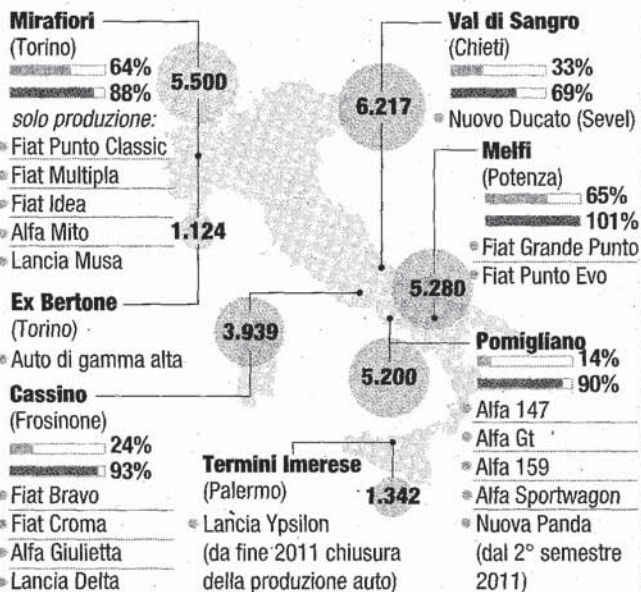 Mirafiori
(Torino)
64%
88%
solo produzione:
Fiat Punto Classic
Fiat Multipla
Fiat Idea
Alfa Mito
Lancia Musa
5.500
Ex Bertone
(Torino)
Auto di gamma alta
1.124
Cassino
(Frosinone)
24%
93%
Fiat Bravo
Fiat Croma
Alfa Giulietta
Lancia Delta
3.939
Termini Imerese
(Palermo)
Lancia Ypsilon
(da fine 2011 chiusura
della produzione auto)
1.342
Val di Sangro
(Chieti)
33%
69%
Nuovo Ducato (Sevel)
6.217
Melfi
(Potenza)
65%
101%
Fiat Grande Punto
Fiat Punto Evo
5.280
Pomigliano
14%
90%
Alfa 147
Alfa Gt
Alfa 159
Alfa Sportwagon
Nuova Panda
(dal 2° semestre
2011)
5.200